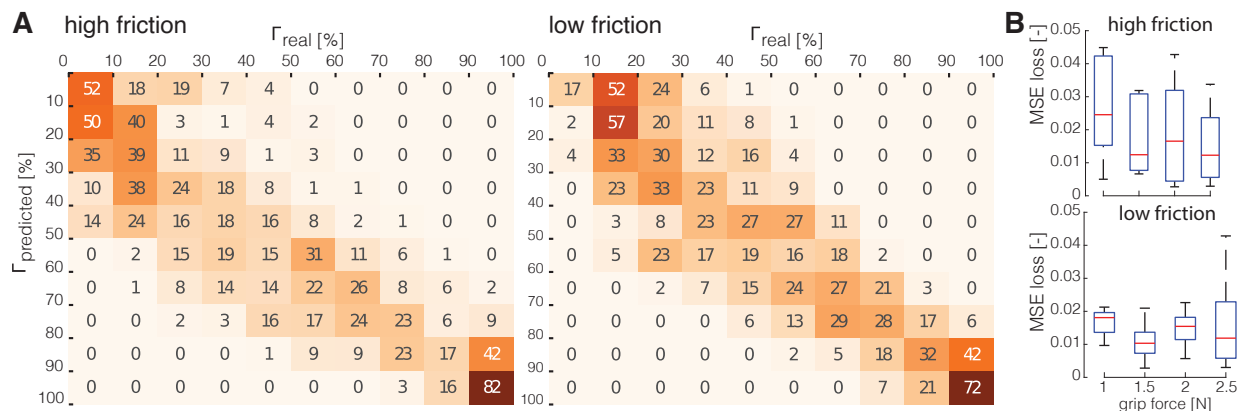 A
high friction
Γreal [%]
0 10 20 30 40 50 60 70 80 90 100
Γpredicted [%]
52 18 19 7 4 0 0 0 0 0
10
50 40 3 1 4 2 0 0 0 0
20
35 39 11 9 1 3 0 0 0 0
30
10 38 24 18 8 1 1 0 0 0
40
14 24 16 18 16 8 2 1 0 0
50
0 2 15 19 15 31 11 6 1 0
60
0 1 8 14 14 22 26 8 6 2
70
0 0 2 3 16 17 24 23 6 9
80
0 0 0 0 1 9 9 23 17 42
90
0 0 0 0 0 0 3 16 82
100
low friction
Γreal [%]
0 10 20 30 40 50 60 70 80 90 100
17 52 24 6 1 0 0 0 0 0
2 57 20 11 8 1 0 0 0 0
4 33 30 12 16 4 0 0 0 0
0 23 33 23 11 9 0 0 0 0
0 3 8 23 27 27 11 0 0 0
0 5 23 17 19 16 18 2 0 0
0 0 2 7 15 24 27 21 3 0
0 0 0 0 6 13 29 28 17 6
0 0 0 0 2 5 18 32 42
0 0 0 0 0 0 0 7 21 72
B
high friction
MSE loss [-]
0.05
0.04
0.03
0.02
0.01
0
low friction
MSE loss [-]
0.05
0.04
0.03
0.02
0.01
0
1 1.5 2 2.5
grip force [N]